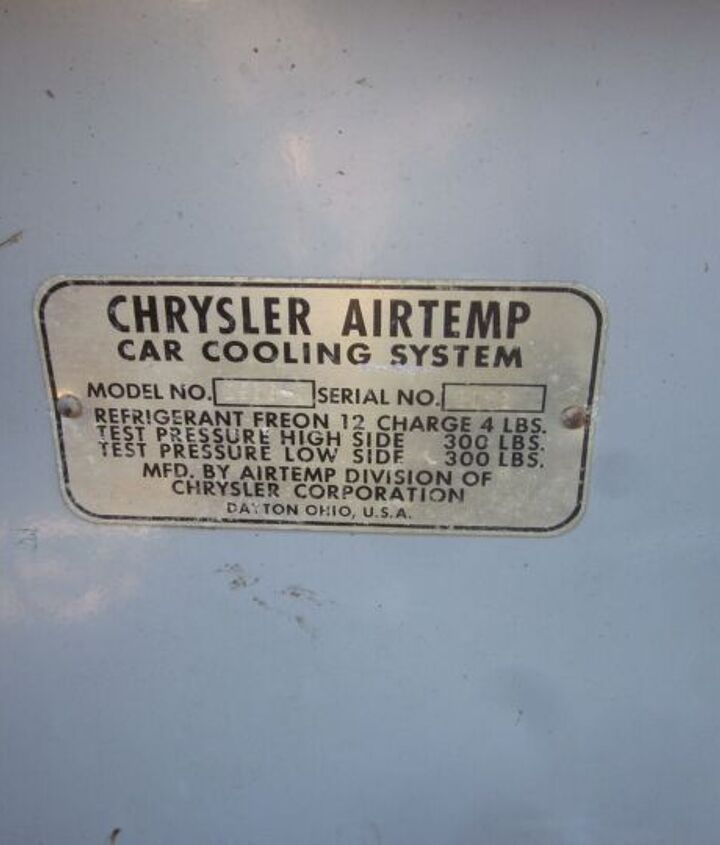 CHRYSLER AIRTEMP
CAR COOLING SYSTEM
MODEL NO. SERIAL NO.
REFRIGERANT FREON 12 CHARGE 4 LBS.
TEST PRESSURE HIGH SIDE 300 LBS.
TEST PRESSURE LOW SIDE 300 LBS.
MFD. BY AIRTEMP DIVISION OF
CHRYSLER CORPORATION
DAYTON OHIO, U.S.A.